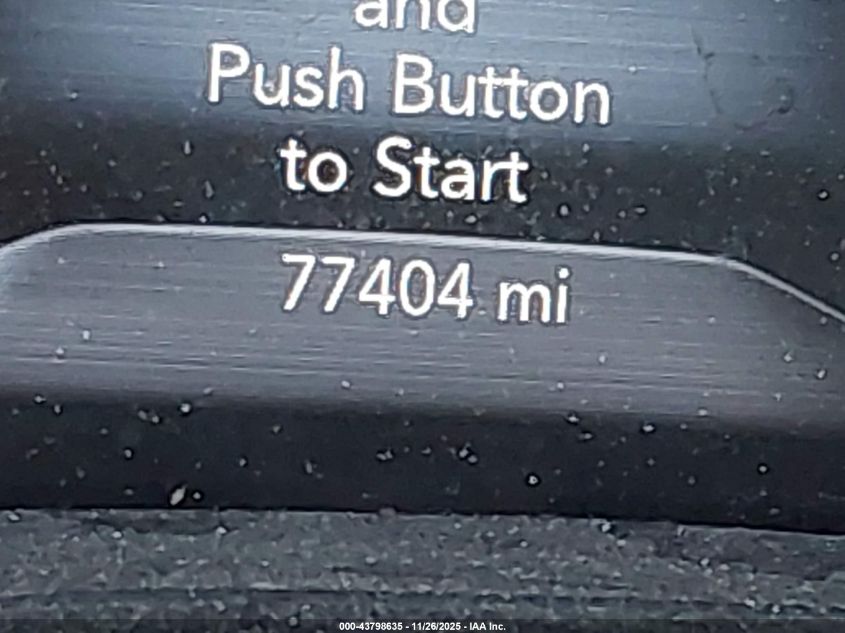 and
Push Button
to Start
77404 mi
000-43798635 - 11/26/2025 - IAA Inc.